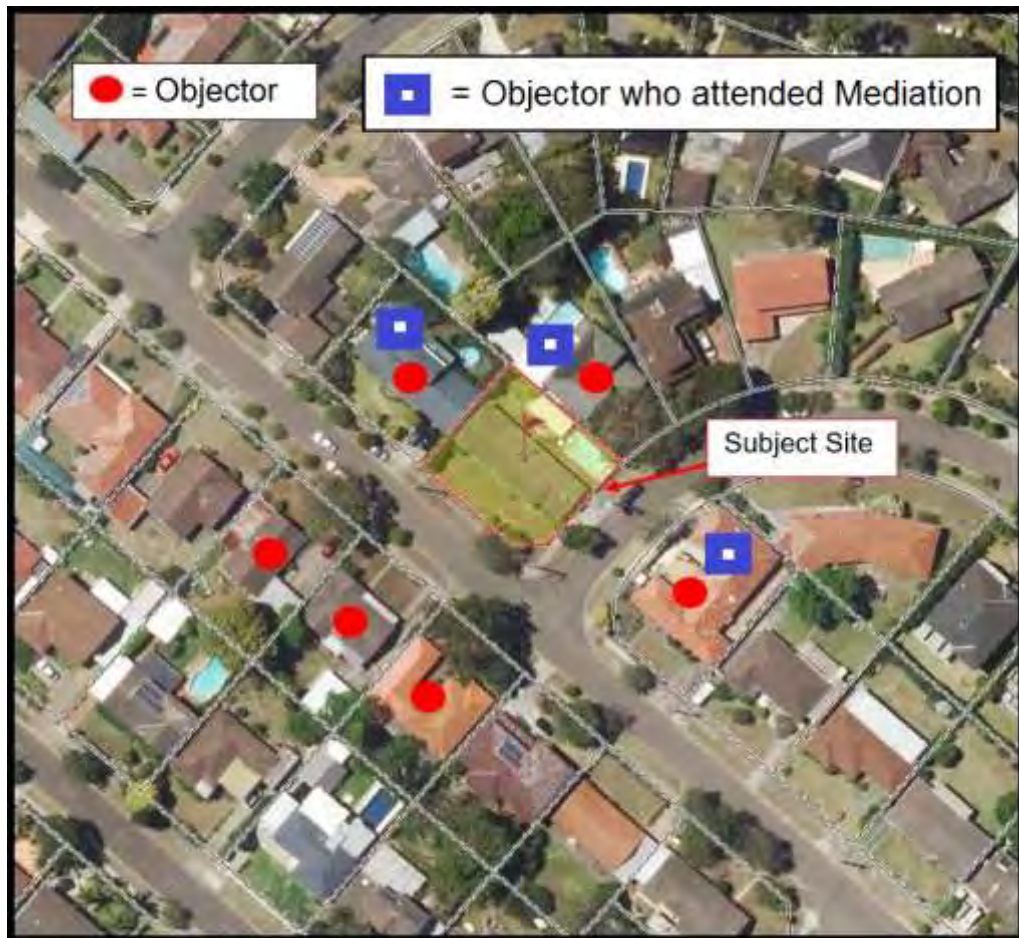 = Objector
= Objector who attended Mediation
Subject Site